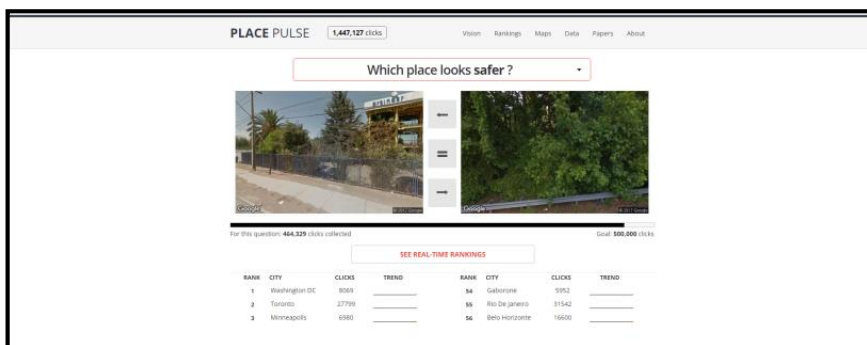 PLACE PULSE 1,447,127 clicks Vision Rankings Maps Data Papers About
Which place looks safer ?
Google
Google
For this question: 464,329 clicks collected Goal: 500,000 clicks
SEE REAL-TIME RANKINGS
RANK CITY CLICKS TREND RANK CITY CLICKS TREND
1 Washington DC 8069 54 Gaborone 5952
2 Toronto 27799 55 Rio De Janeiro 31542
3 Minneapolis 6980 56 Belo Horizonte 16600